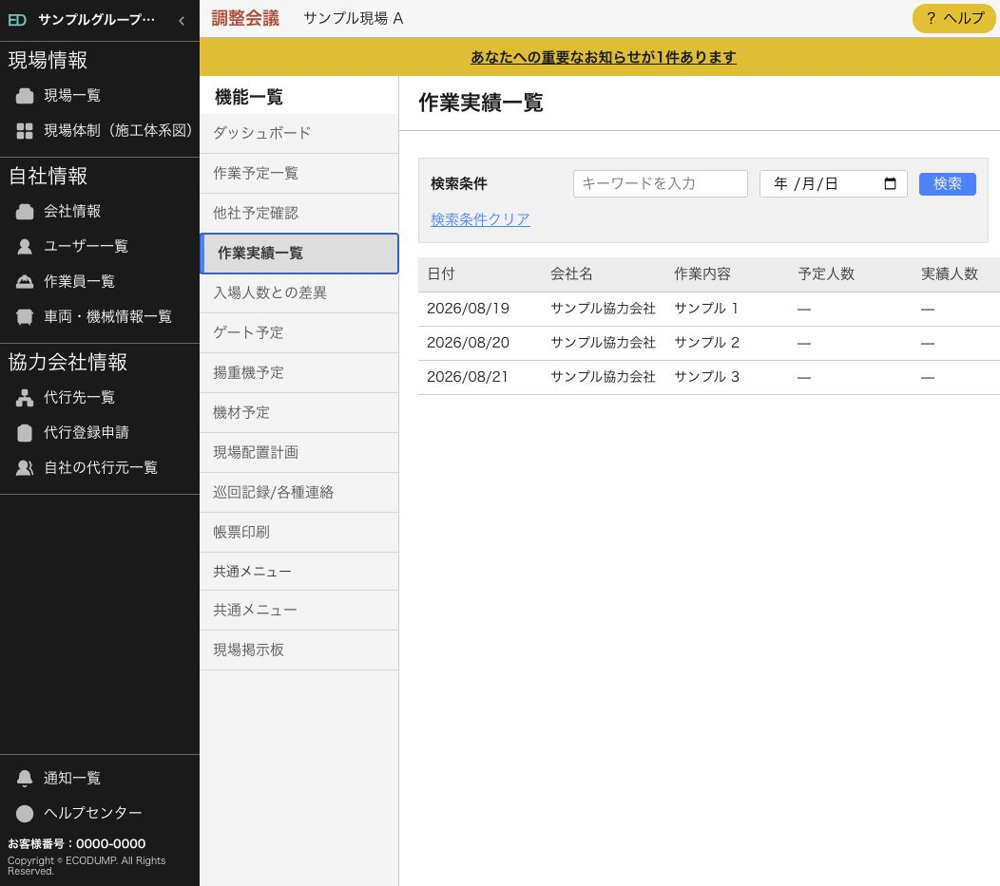 ED サンプルグループ…
現場情報
現場一覧
現場体制（施工体系図）
自社情報
会社情報
ユーザー一覧
作業員一覧
車両・機械情報一覧
協力会社情報
代行先一覧
代行登録申請
自社の代行元一覧
通知一覧
ヘルプセンター
お客様番号：0000-0000
Copyright © ECODUMP. All Rights
Reserved.
調整会議 サンプル現場 A
? ヘルプ
あなたへの重要なお知らせが1件あります
機能一覧
ダッシュボード
作業予定一覧
他社予定確認
作業実績一覧
入場人数との差異
ゲート予定
揚重機予定
機材予定
現場配置計画
巡回記録/各種連絡
帳票印刷
共通メニュー
共通メニュー
現場掲示板
作業実績一覧
検索条件 キーワードを入力 年 /月/日 検索
検索条件クリア
日付 会社名 作業内容 予定人数 実績人数
2026/08/19 サンプル協力会社 サンプル 1 — —
2026/08/20 サンプル協力会社 サンプル 2 — —
2026/08/21 サンプル協力会社 サンプル 3 — —